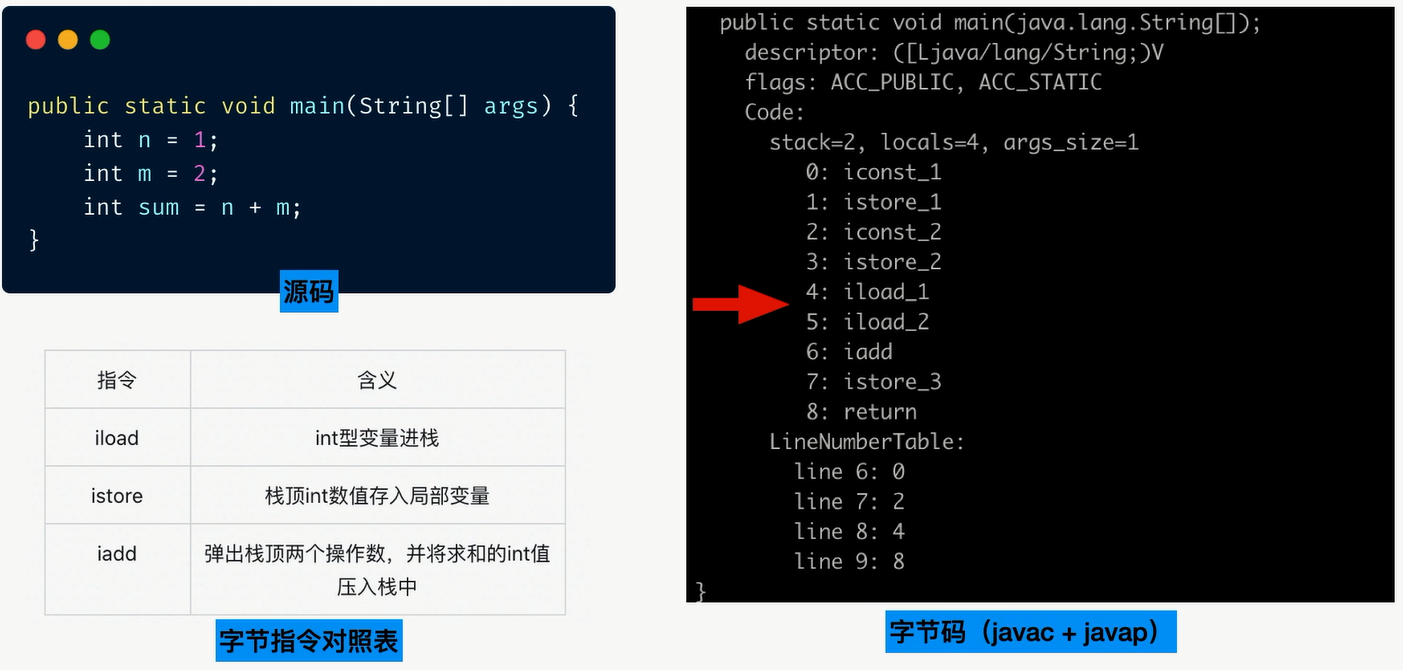 public static void main(String[] args) {
    int n = 1;
    int m = 2;
    int sum = n + m;
}
源码
指令 含义
iload int型变量进栈
istore 栈顶int数值存入局部变量
iadd 弹出栈顶两个操作数，并将求和的int值
压入栈中
字节指令对照表
public static void main(java.lang.String[]);
descriptor: ([Ljava/lang/String;)V
flags: ACC_PUBLIC, ACC_STATIC
Code:
stack=2, locals=4, args_size=1
0: iconst_1
1: istore_1
2: iconst_2
3: istore_2
4: iload_1
5: iload_2
6: iadd
7: istore_3
8: return
LineNumberTable:
line 6: 0
line 7: 2
line 8: 4
line 9: 8
}
字节码（javac + javap）